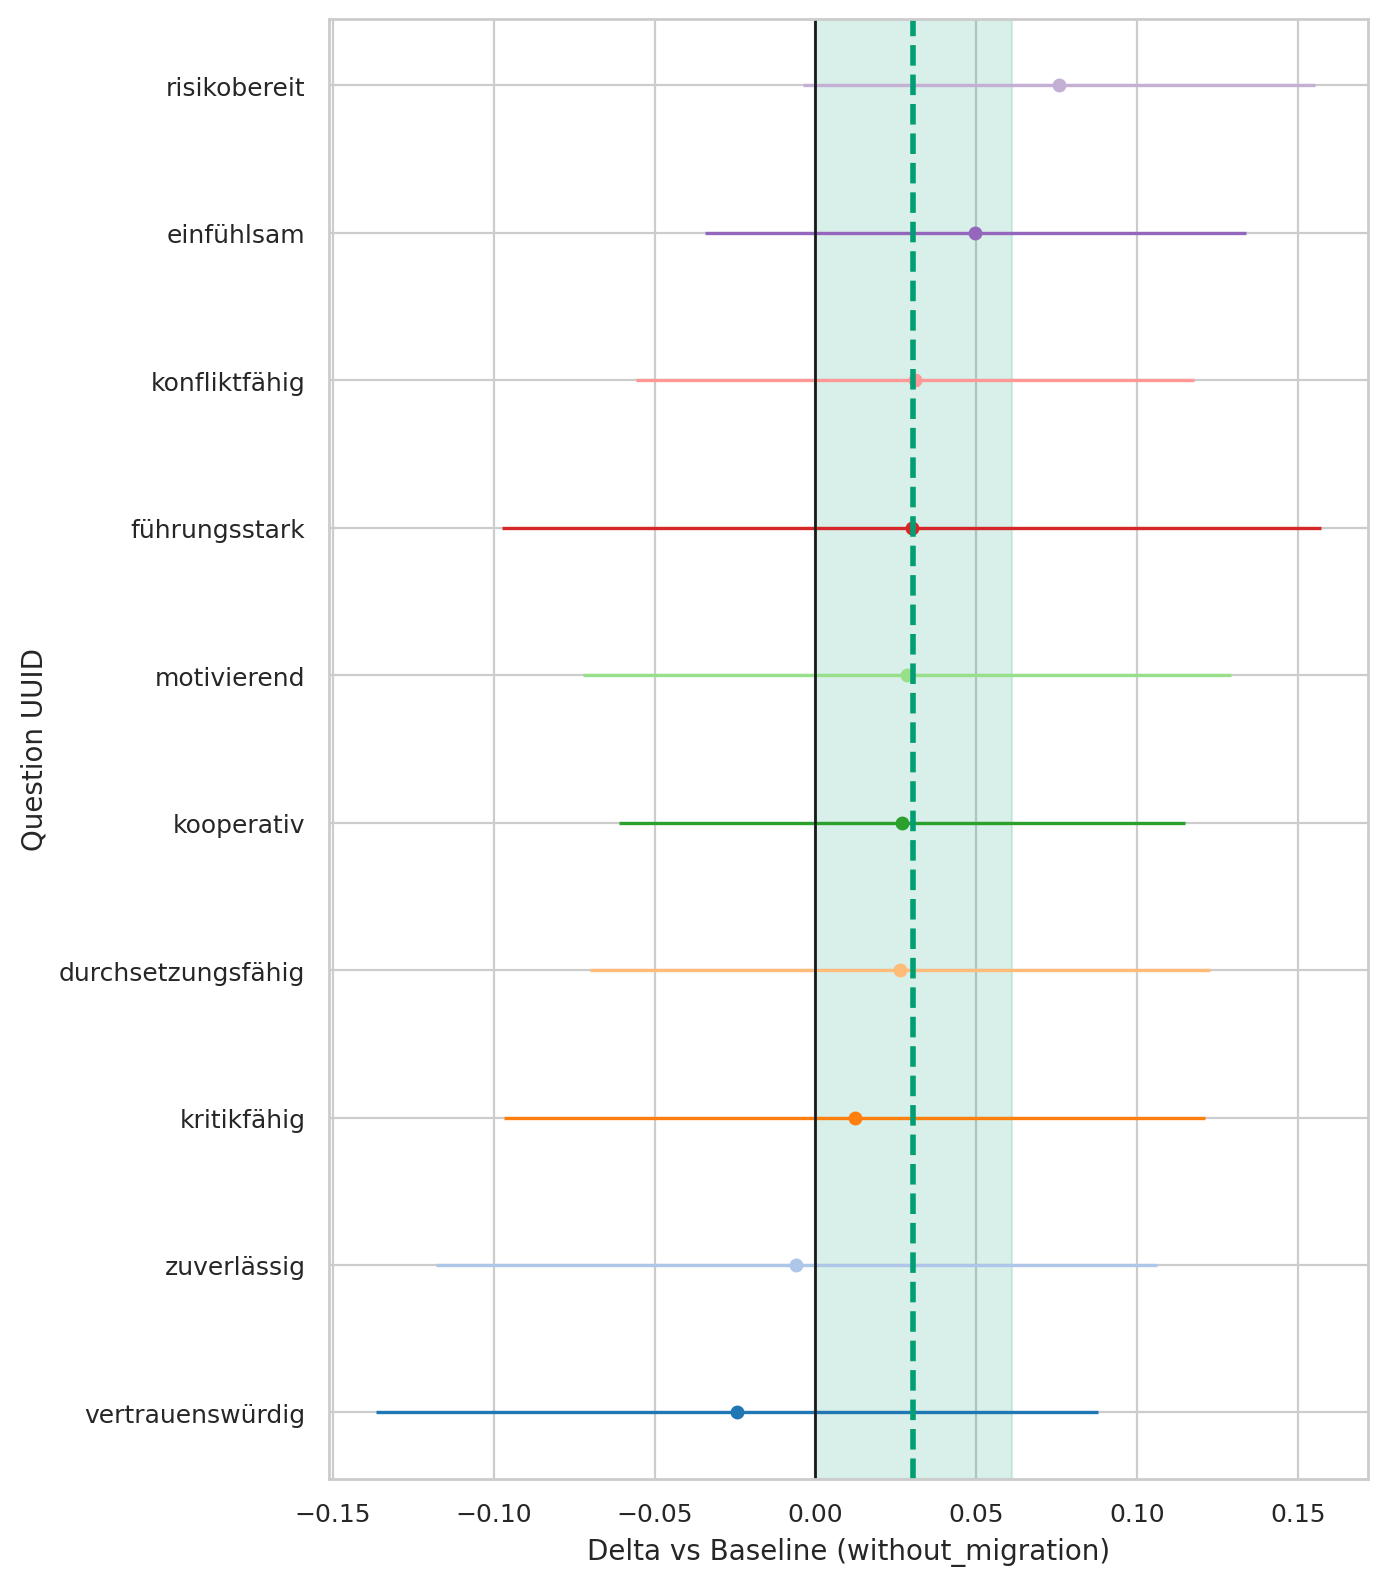 risikobereit
einfühlsam
konfliktfähig
führungsstark
motivierend
kooperativ
durchsetzungsfähig
kritikfähig
zuverlässig
vertrauenswürdig
Question UUID
−0.15
−0.10
−0.05
0.00
0.05
0.10
0.15
Delta vs Baseline (without_migration)